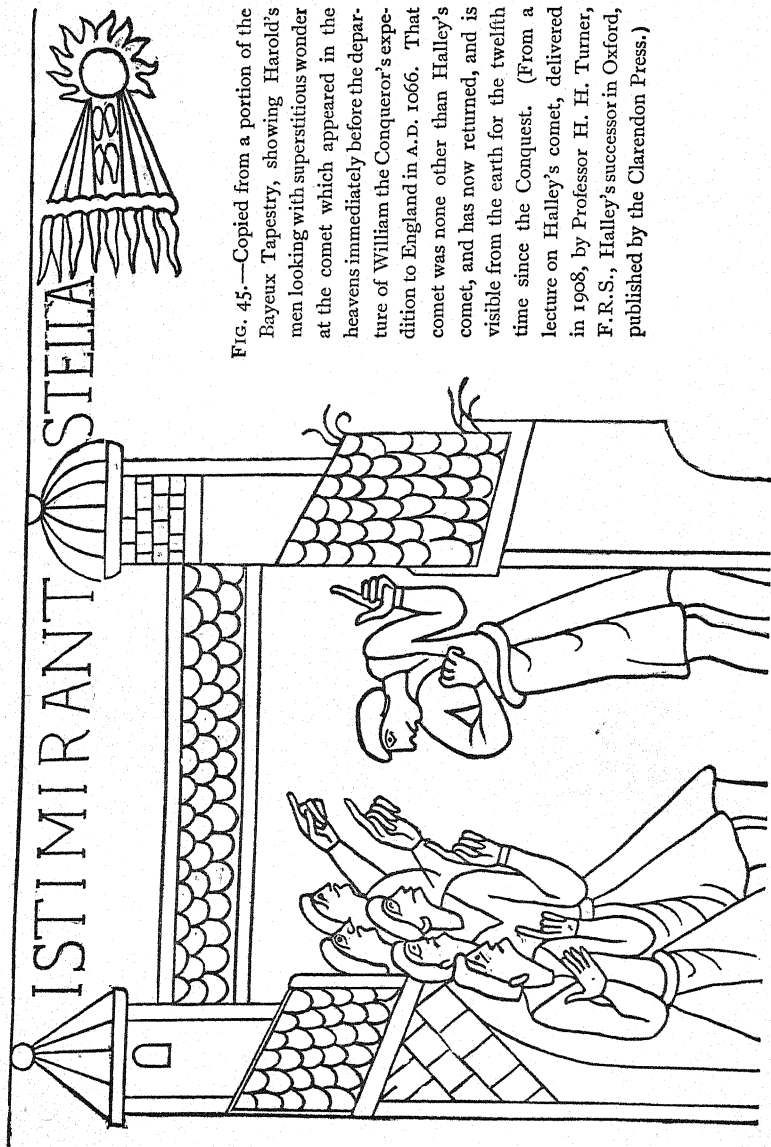 ISTIMIRANT STELLA
FIG. 45.—Copied from a portion of the
Bayeux Tapestry, showing Harold's
men looking with superstitious wonder
at the comet which appeared in the
heavens immediately before the depar-
ture of William the Conqueror's expe-
dition to England in A.D. 1066. That
comet was none other than Halley's
comet, and has now returned, and is
visible from the earth for the twelfth
time since the Conquest. (From a
lecture on Halley's comet, delivered
in 1908, by Professor H. H. Turner,
F.R.S., Halley's successor in Oxford,
published by the Clarendon Press.)